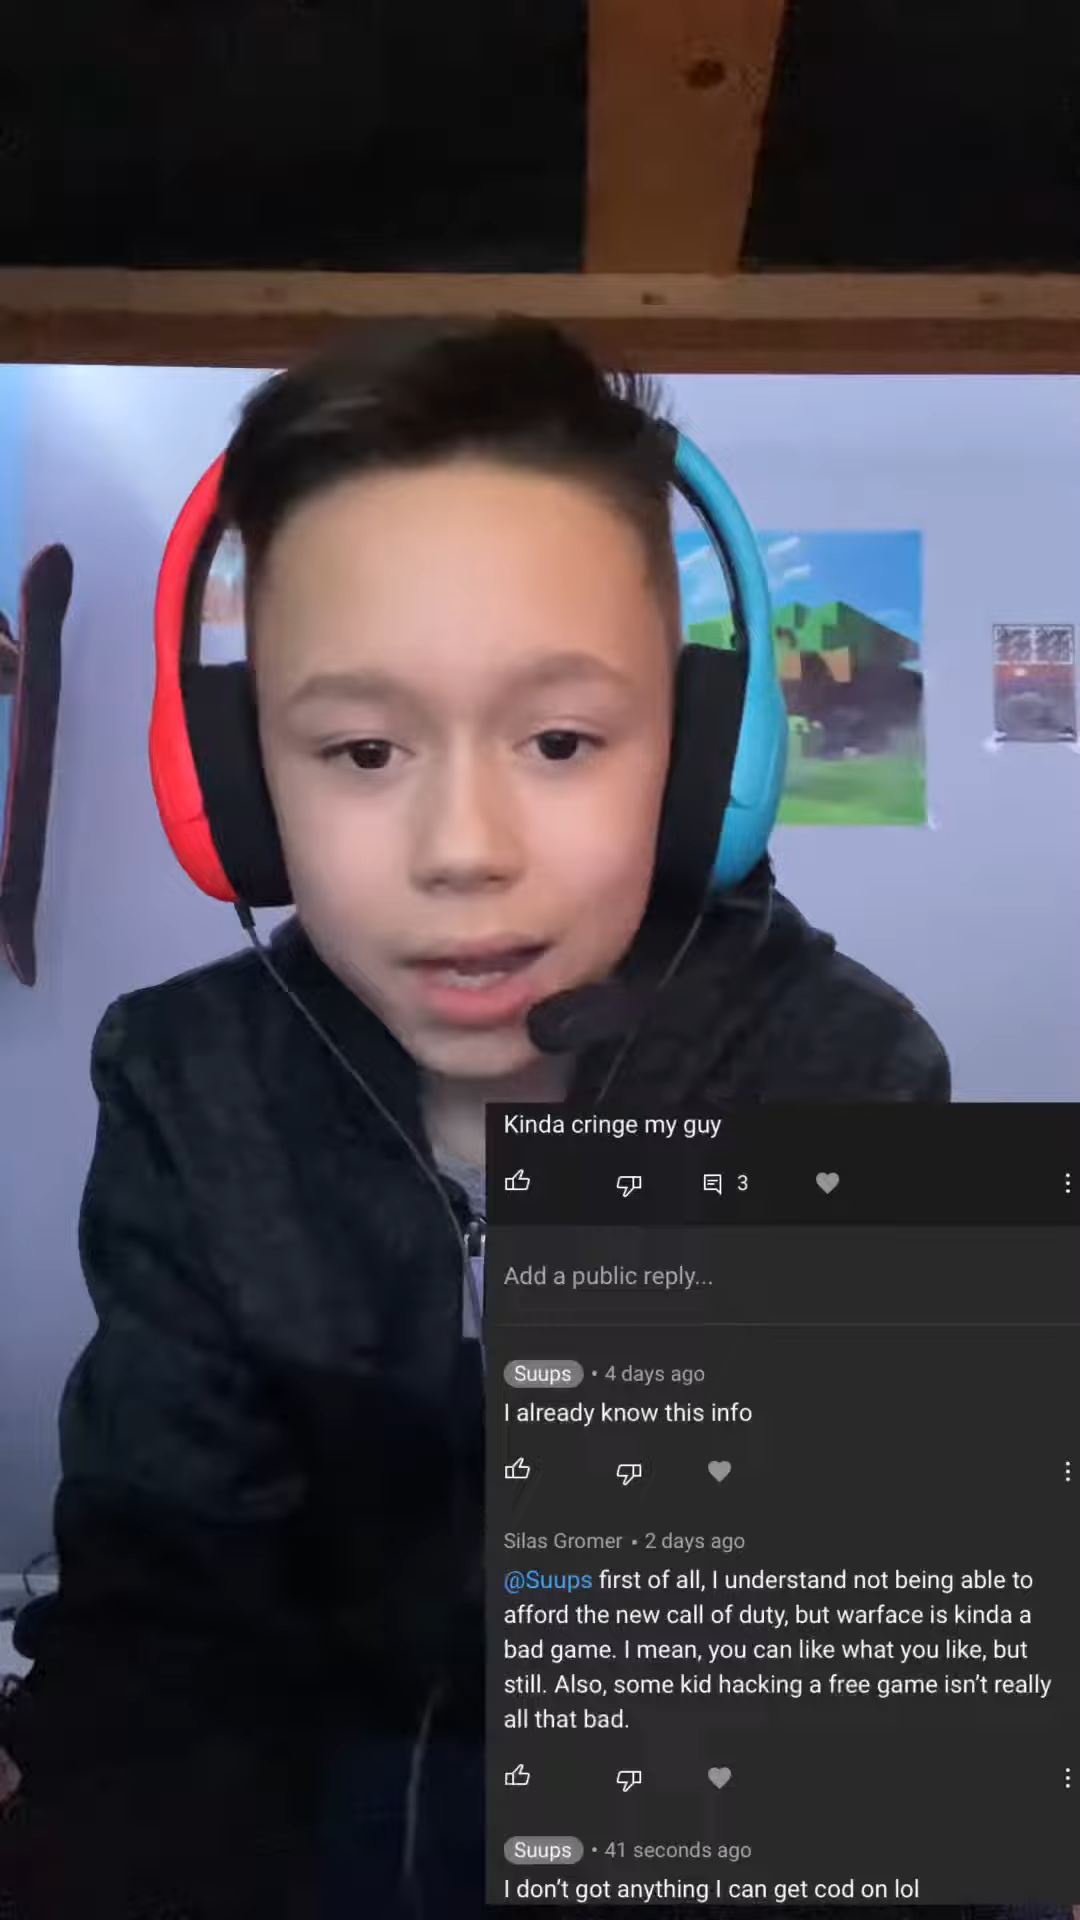 Kinda cringe my guy
3
Add a public reply...
Suups • 4 days ago
I already know this info
Silas Gromer • 2 days ago
@Suups first of all, I understand not being able to
afford the new call of duty, but warface is kinda a
bad game. I mean, you can like what you like, but
still. Also, some kid hacking a free game isn't really
all that bad.
Suups • 41 seconds ago
I don't got anything I can get cod on lol